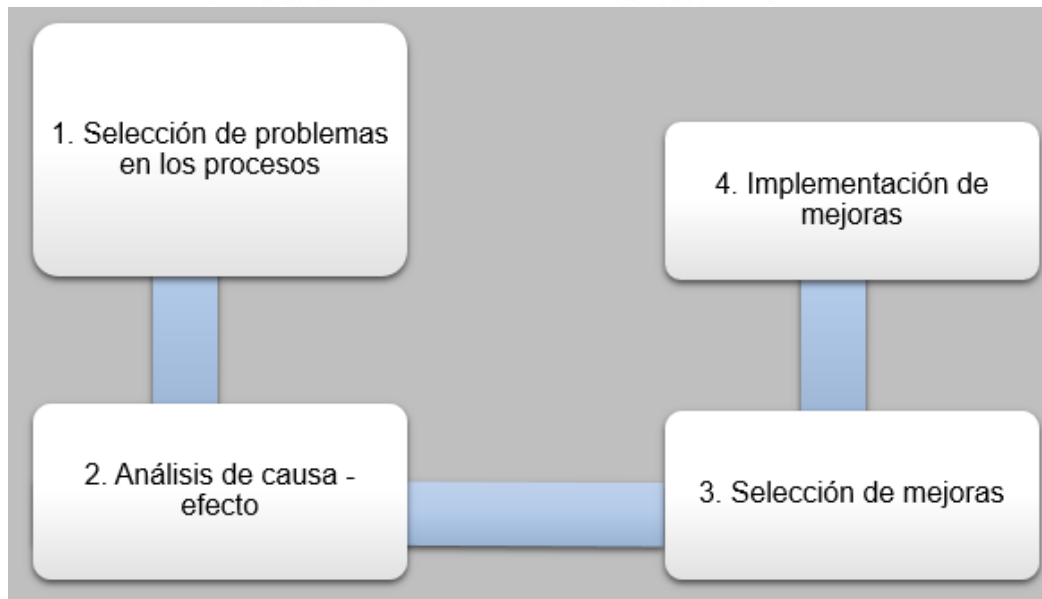 1. Selección de problemas
en los procesos
2. Análisis de causa -
efecto
3. Selección de mejoras
4. Implementación de
mejoras